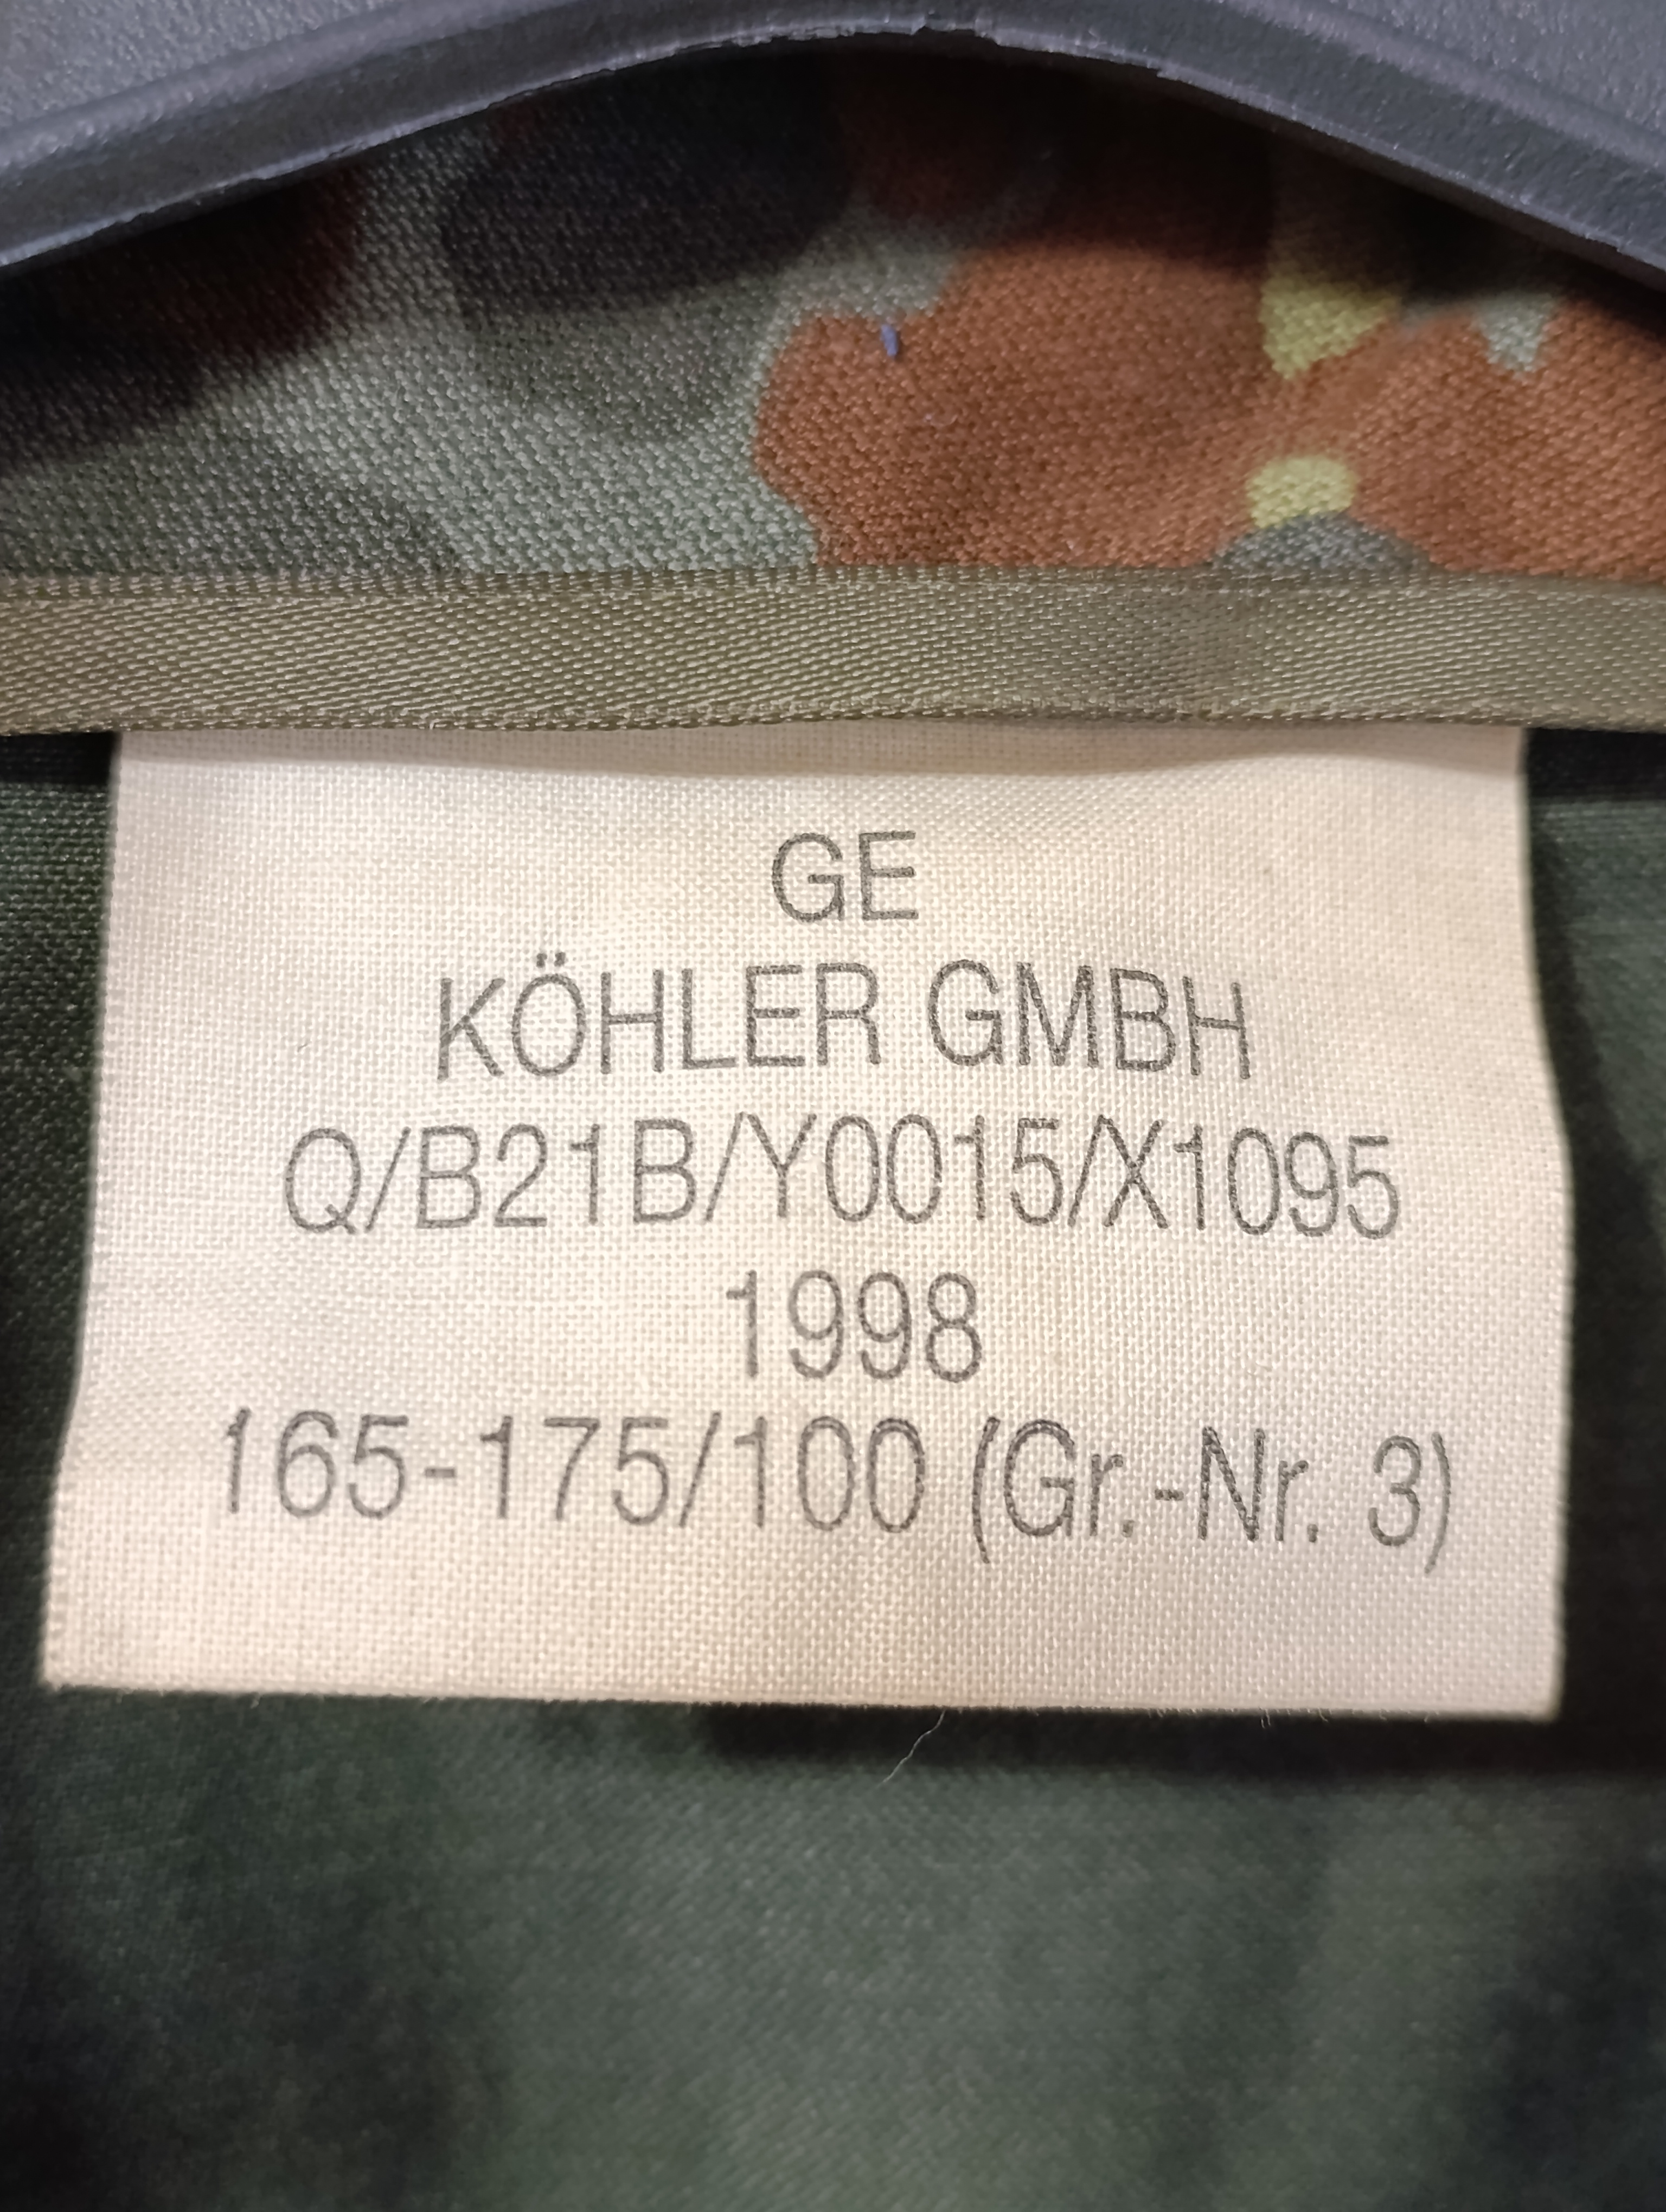 GE
KÖHLER GMBH
Q/B21B/Y0015/X1095
1998
165-175/100 (Gr.-Nr. 3)